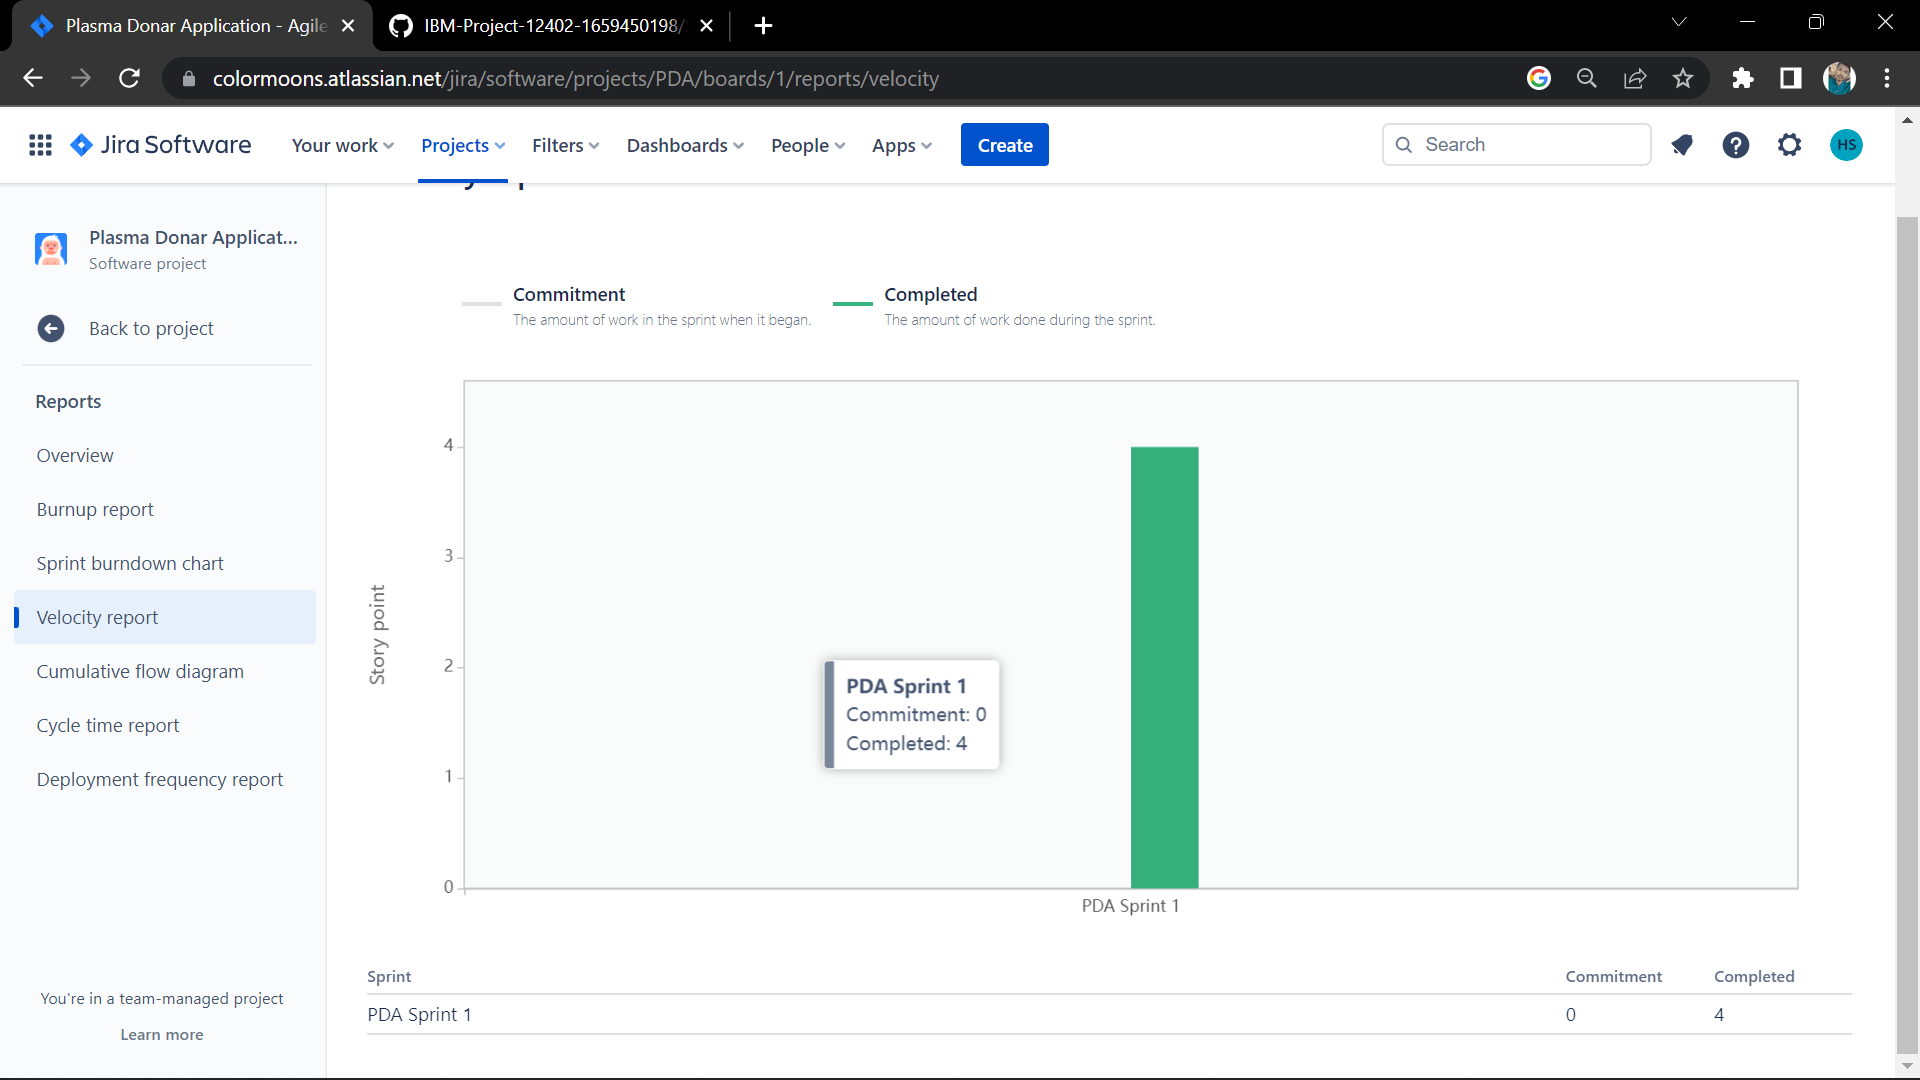 Plasma Donar Application - Agile
IBM-Project-12402-1659450198/
colormoons.atlassian.net/jira/software/projects/PDA/boards/1/reports/velocity
Jira Software
Your work
Projects
Filters
Dashboards
People
Apps
Create
Search
HS
Plasma Donar Applicat...
Software project
Back to project
Reports
Overview
Burnup report
Sprint burndown chart
Velocity report
Cumulative flow diagram
Cycle time report
Deployment frequency report
You're in a team-managed project
Learn more
Commitment
The amount of work in the sprint when it began.
Completed
The amount of work done during the sprint.
Story point
4
3
2
1
0
PDA Sprint 1
Commitment: 0
Completed: 4
PDA Sprint 1
Sprint Commitment Completed
PDA Sprint 1 0 4